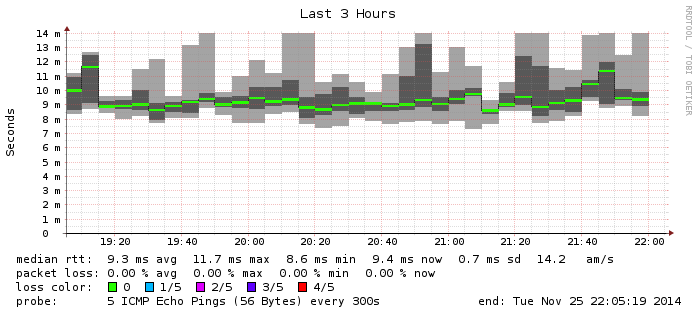 Last 3 Hours
RRDTOOL / TOBI OETIKER
Seconds
14 m
13 m
12 m
11 m
10 m
9 m
8 m
7 m
6 m
5 m
4 m
3 m
2 m
1 m
0
19:20 19:40 20:00 20:20 20:40 21:00 21:20 21:40 22:00
median rtt: 9.3 ms avg 11.7 ms max 8.6 ms min 9.4 ms now 0.7 ms sd 14.2 am/s
packet loss: 0.00 % avg 0.00 % max 0.00 % min 0.00 % now
loss color: 0 1/5 2/5 3/5 4/5
probe: 5 ICMP Echo Pings (56 Bytes) every 300s end: Tue Nov 25 22:05:19 2014